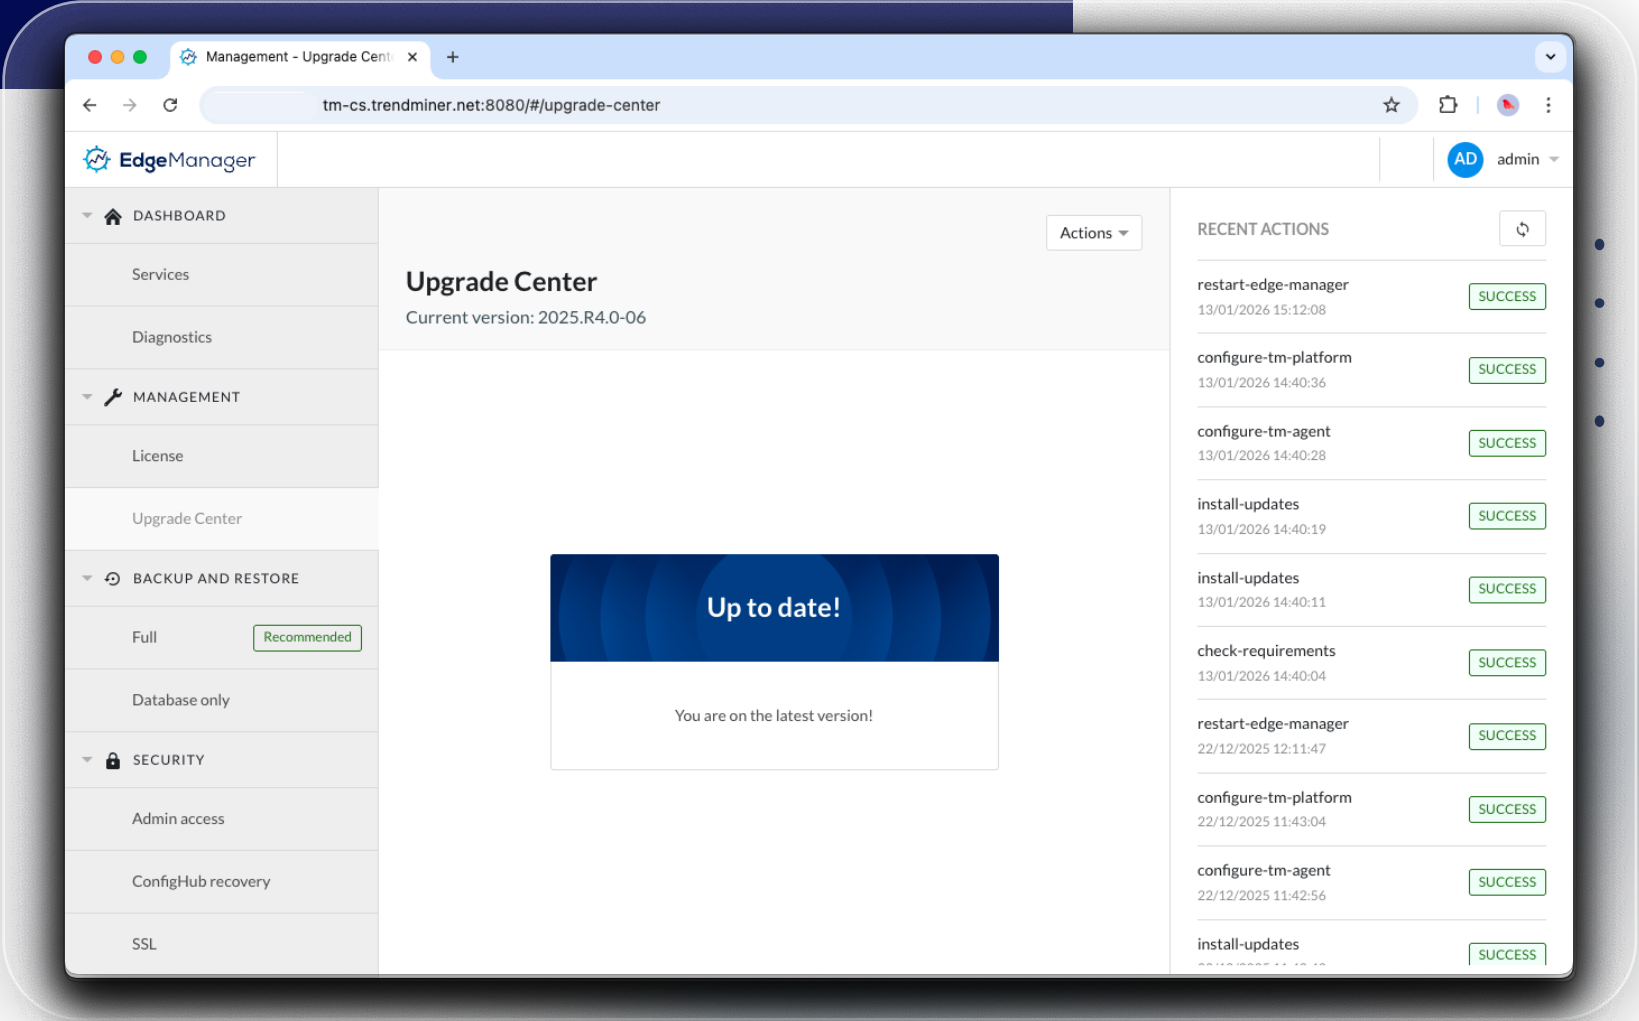 Management - Upgrade Cent
tm-cs.trendminer.net:8080/#/upgrade-center
EdgeManager
AD admin
DASHBOARD
Services
Diagnostics
MANAGEMENT
License
Upgrade Center
BACKUP AND RESTORE
Full Recommended
Database only
SECURITY
Admin access
ConfigHub recovery
SSL
Actions
Upgrade Center
Current version: 2025.R4.0-06
Up to date!
You are on the latest version!
RECENT ACTIONS
restart-edge-manager
13/01/2026 15:12:08
SUCCESS
configure-tm-platform
13/01/2026 14:40:36
SUCCESS
configure-tm-agent
13/01/2026 14:40:28
SUCCESS
install-updates
13/01/2026 14:40:19
SUCCESS
install-updates
13/01/2026 14:40:11
SUCCESS
check-requirements
13/01/2026 14:40:04
SUCCESS
restart-edge-manager
22/12/2025 12:11:47
SUCCESS
configure-tm-platform
22/12/2025 11:43:04
SUCCESS
configure-tm-agent
22/12/2025 11:42:56
SUCCESS
install-updates
SUCCESS